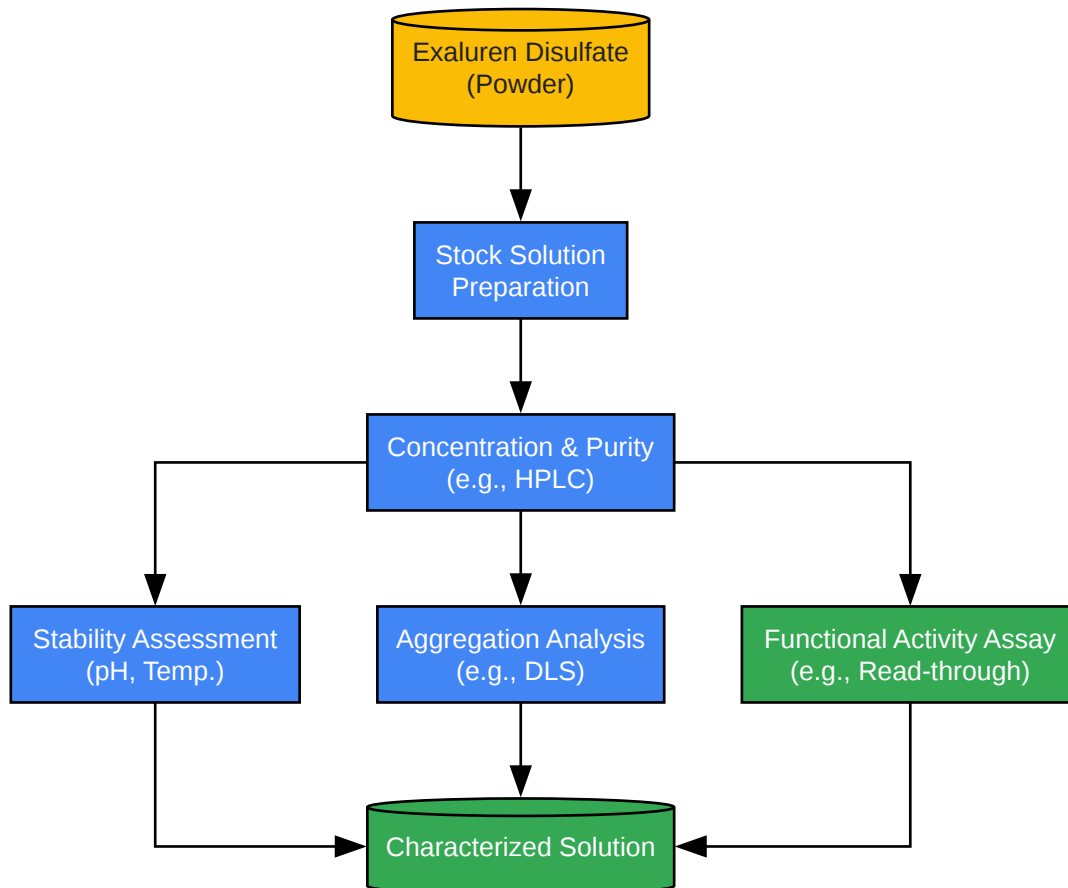 Exaluren Disulfate
(Powder)
Stock Solution
Preparation
Concentration & Purity
(e.g., HPLC)
Stability Assessment
(pH, Temp.)
Aggregation Analysis
(e.g., DLS)
Functional Activity Assay
(e.g., Read-through)
Characterized Solution